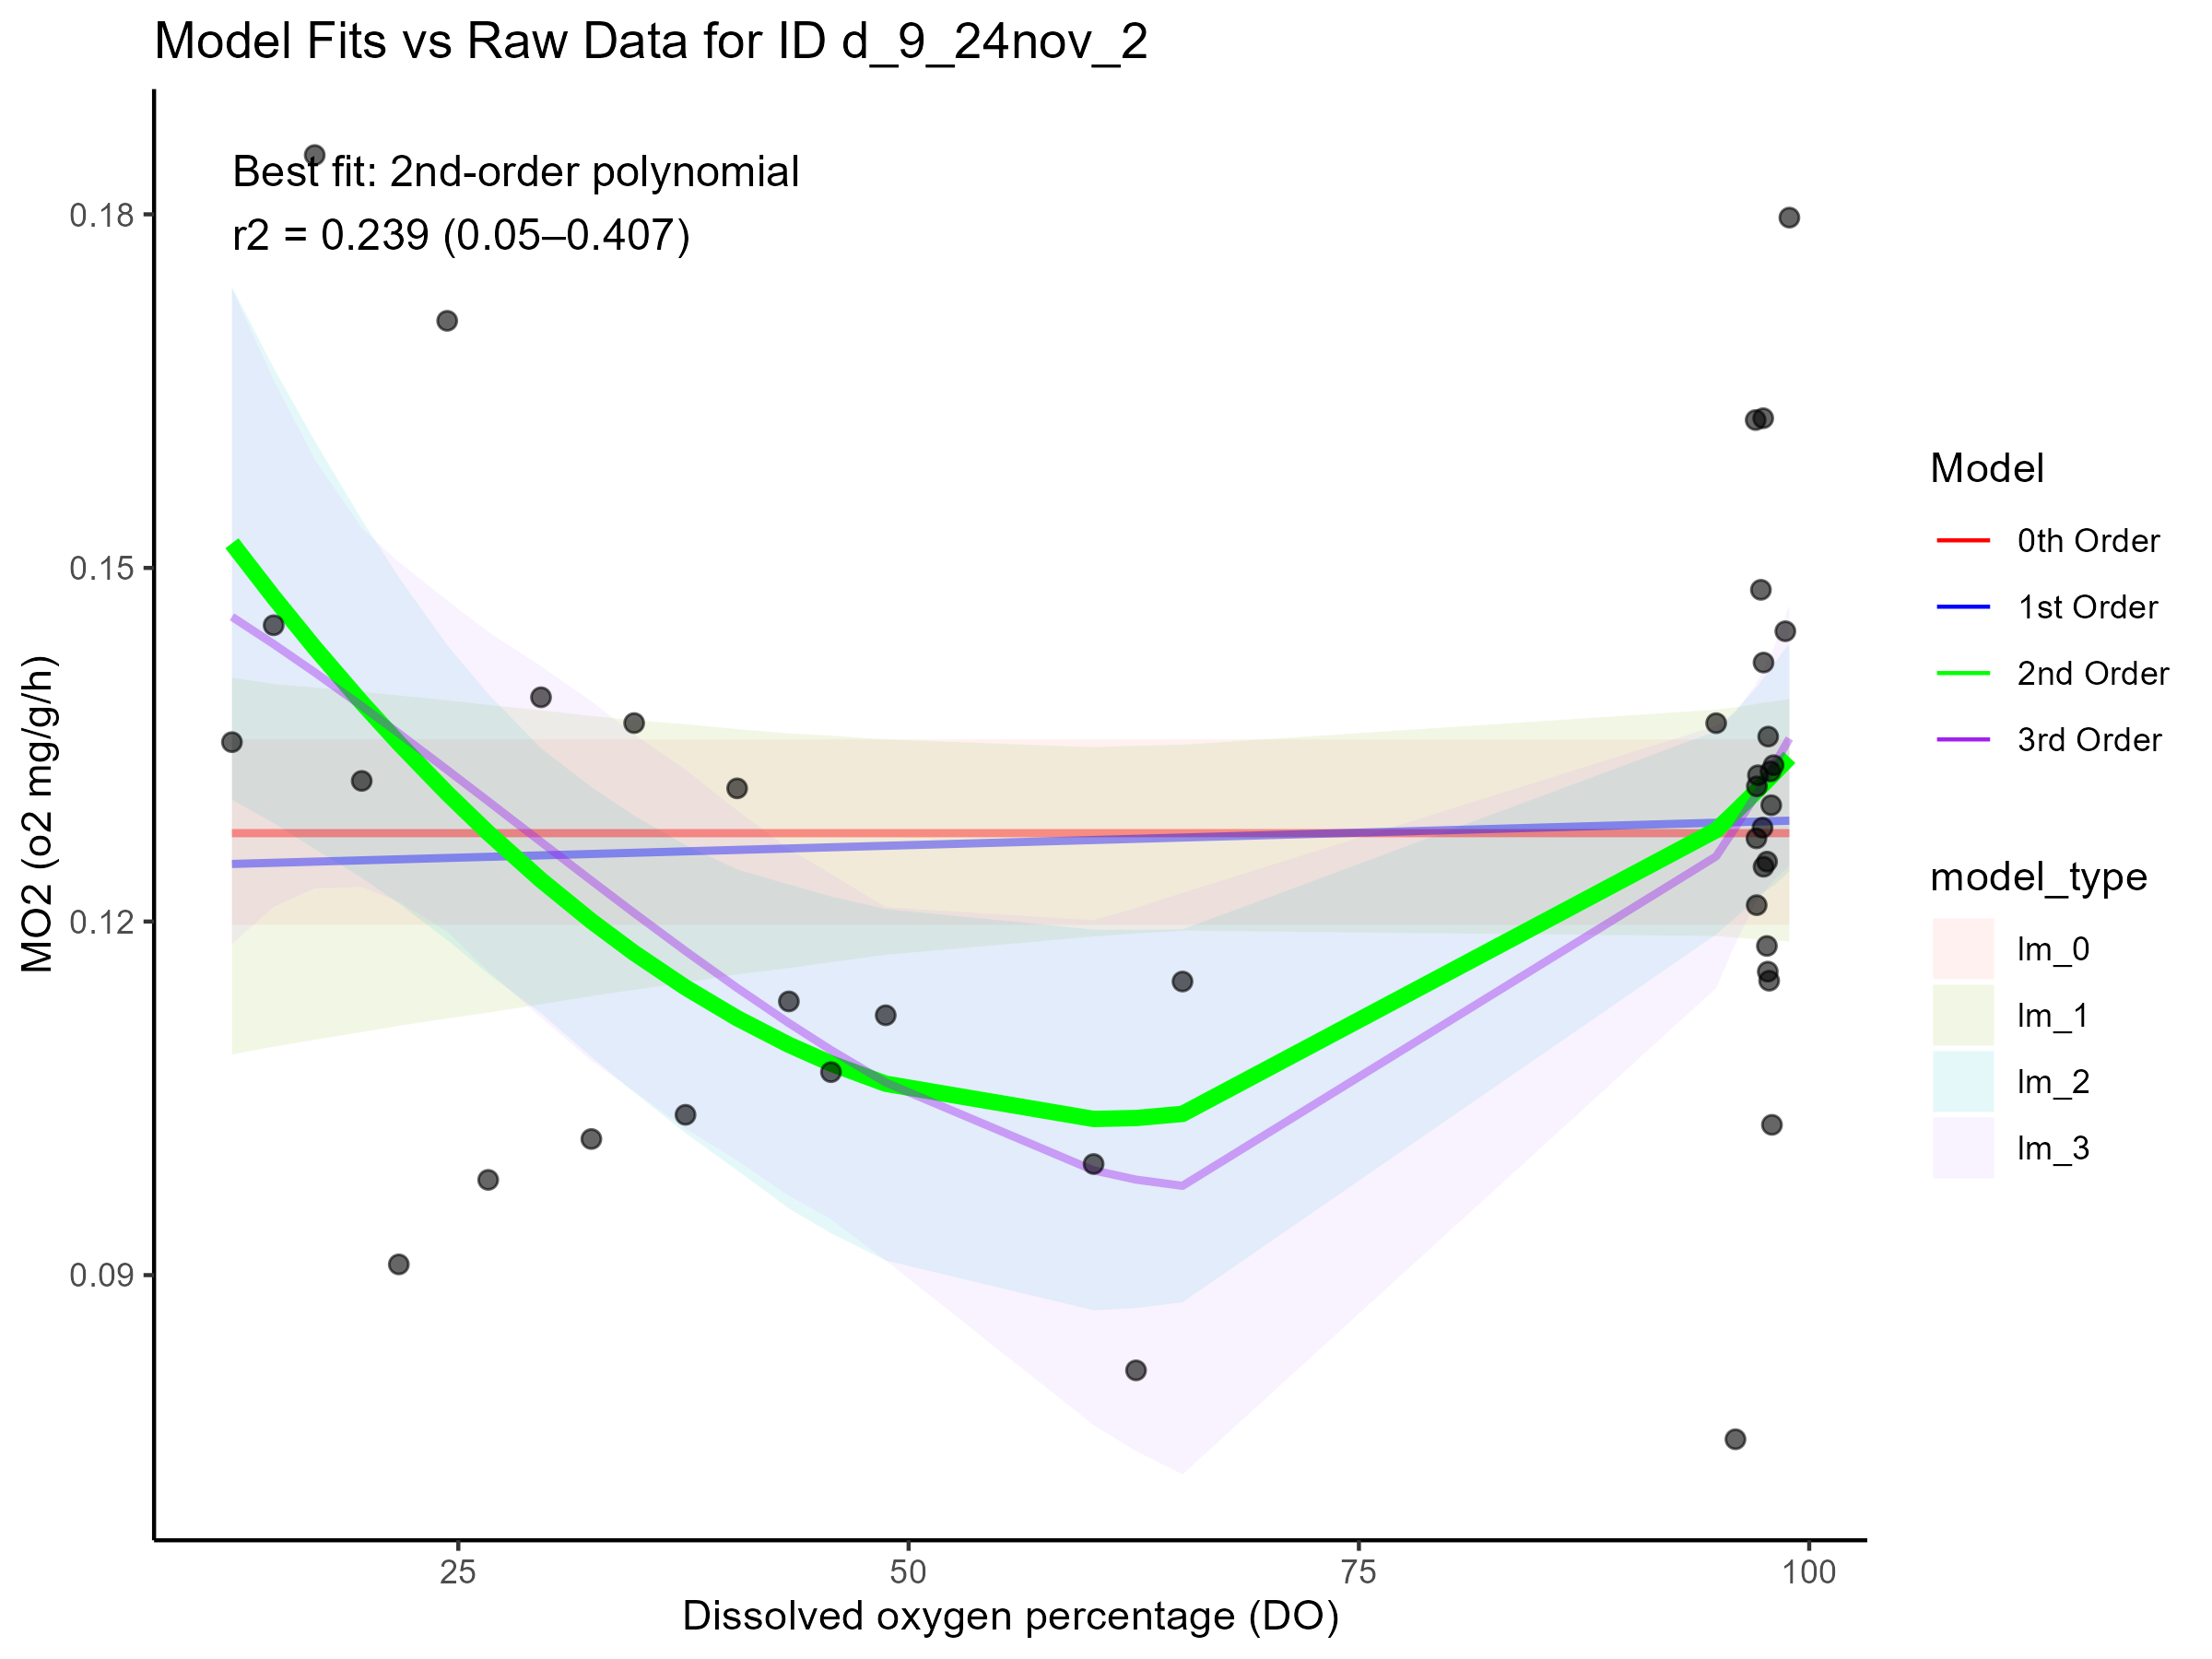 Model Fits vs Raw Data for ID d_9_24nov_2
Best fit: 2nd-order polynomial
r2 = 0.239 (0.05–0.407)
0.18
0.15
0.12
0.09
MO2 (o2 mg/g/h)
25
50
75
100
Dissolved oxygen percentage (DO)
Model
0th Order
1st Order
2nd Order
3rd Order
model_type
lm_0
lm_1
lm_2
lm_3